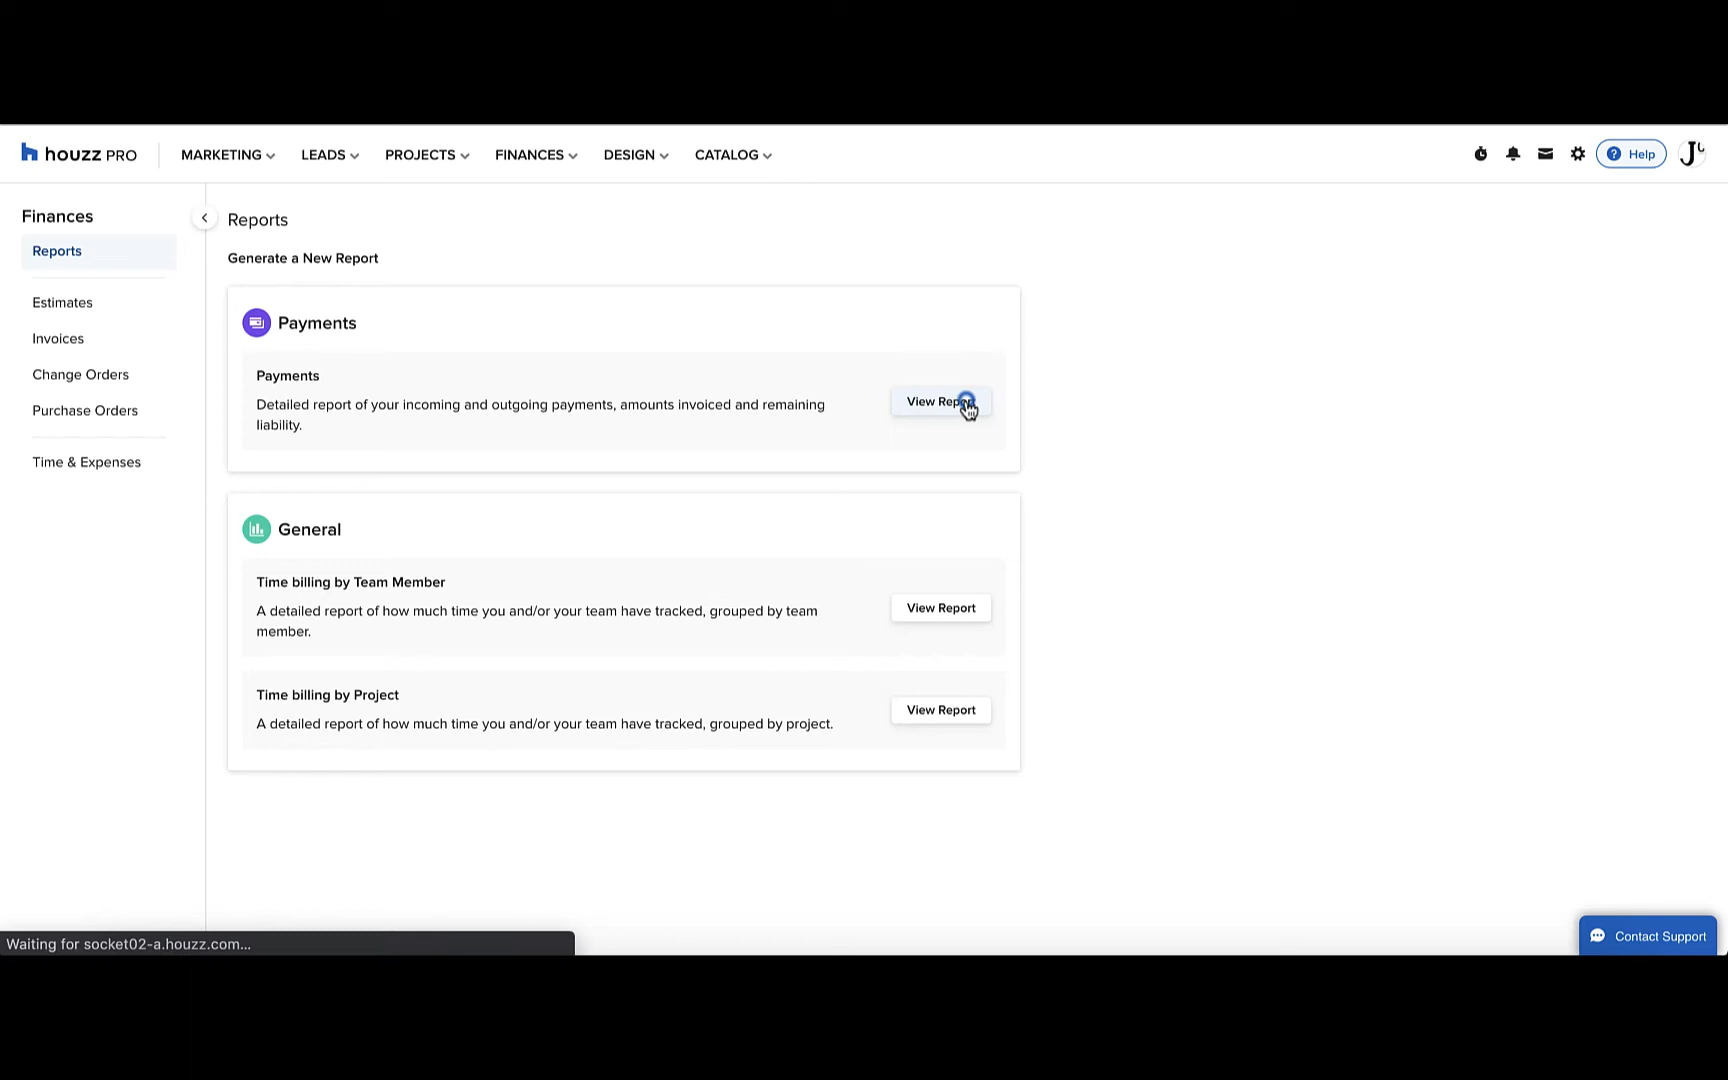 houzz PRO
MARKETING
LEADS
PROJECTS
FINANCES
DESIGN
CATALOG
Help
Finances
Reports
Estimates
Invoices
Change Orders
Purchase Orders
Time & Expenses
Reports
Generate a New Report
Payments
Payments
Detailed report of your incoming and outgoing payments, amounts invoiced and remaining
liability.
View Report
General
Time billing by Team Member
A detailed report of how much time you and/or your team have tracked, grouped by team
member.
View Report
Time billing by Project
A detailed report of how much time you and/or your team have tracked, grouped by project.
View Report
Waiting for socket02-a.houzz.com...
Contact Support